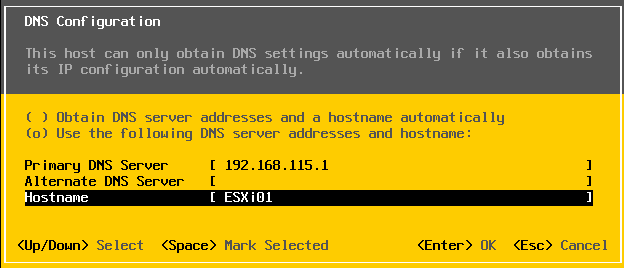 DNS Configuration
This host can only obtain DNS settings automatically if it also obtains
its IP configuration automatically.
( ) Obtain DNS server addresses and a hostname automatically
(o) Use the following DNS server addresses and hostname:
Primary DNS Server [ 192.168.115.1 ]
Alternate DNS Server [ ]
Hostname [ ESXi01 ]
<Up/Down> Select <Space> Mark Selected <Enter> OK <Esc> Cancel